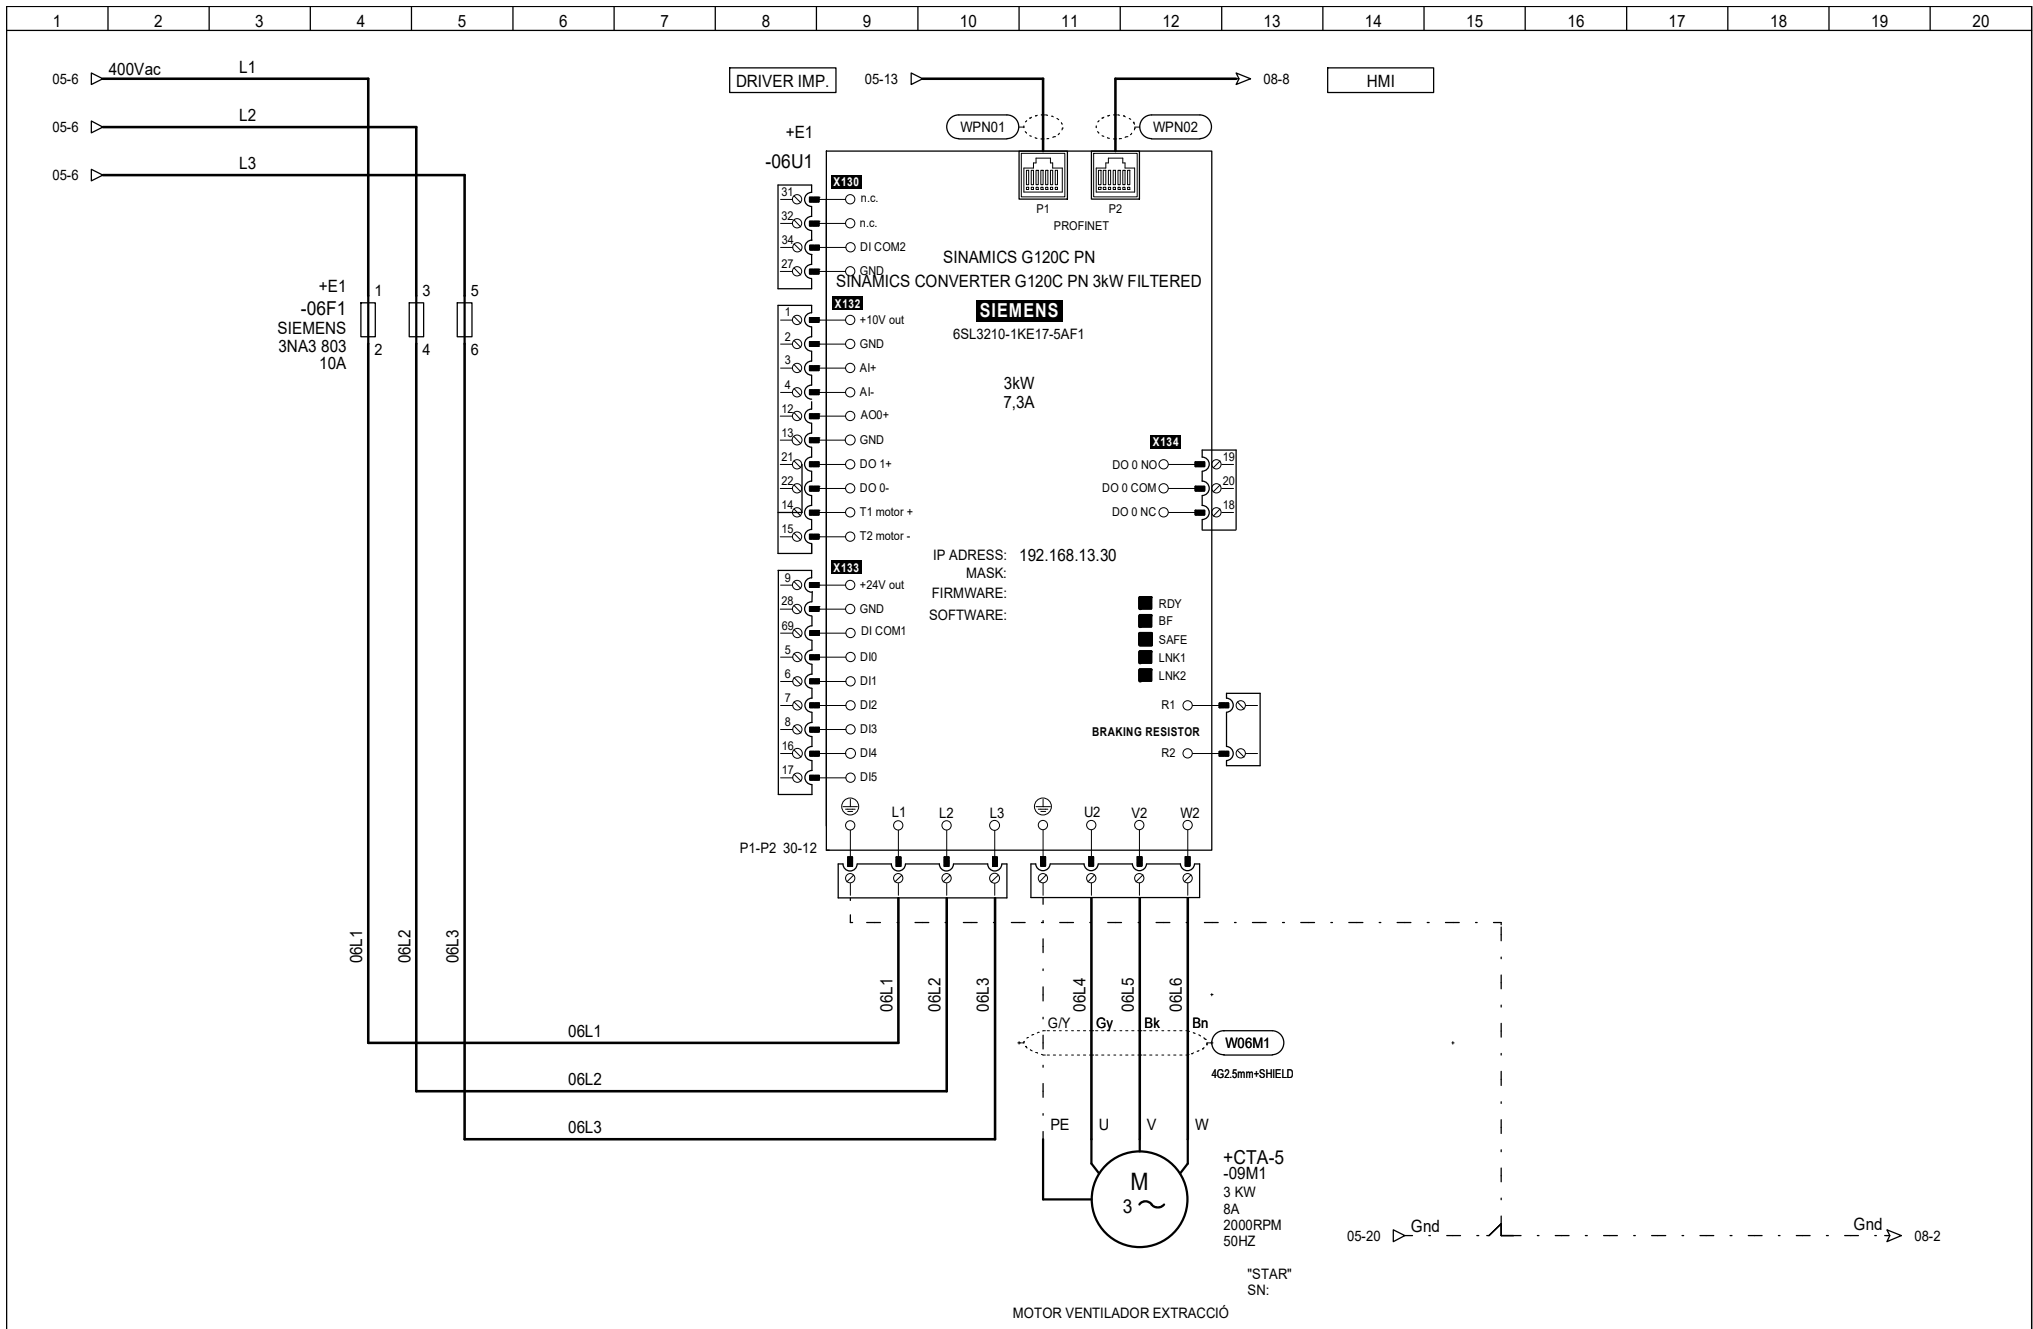 1 2 3 4 5 6 7 8 9 10 11 12 13 14 15 16 17 18 19 20
05-6 400Vac L1
05-6 L2
05-6 L3
DRIVER IMP. 05-13
08-8 HMI
WPN01
WPN02
+E1
-06U1
P1 P2
PROFINET
X130
31 n.c.
32 n.c.
34 DI COM2
27 GND
SINAMICS G120C PN
SINAMICS CONVERTER G120C PN 3kW FILTERED
SIEMENS
6SL3210-1KE17-5AF1
3kW
7,3A
+E1
-06F1
SIEMENS
3NA3 803
10A
1 3 5
2 4 6
X132
1 +10V out
2 GND
3 AI+
4 AI-
12 AO0+
13 GND
21 DO 1+
22 DO 0-
14 T1 motor +
15 T2 motor -
X134
DO 0 NO 19
DO 0 COM 20
DO 0 NC 18
IP ADRESS: 192.168.13.30
MASK:
FIRMWARE:
SOFTWARE:
X133
9 +24V out
28 GND
69 DI COM1
5 DI0
6 DI1
7 DI2
8 DI3
16 DI4
17 DI5
RDY
BF
SAFE
LNK1
LNK2
R1
BRAKING RESISTOR
R2
L1 L2 L3 U2 V2 W2
P1-P2 30-12
06L1 06L2 06L3
06L1 06L2 06L3 06L4 06L5 06L6
06L1
06L2
06L3
G/Y Gy Bk Bn
W06M1
4G2.5mm+SHIELD
PE U V W
M
3
+CTA-5
-09M1
3 KW
8A
2000RPM
50HZ
"STAR"
SN:
05-20 Gnd
Gnd 08-2
MOTOR VENTILADOR EXTRACCIÓ